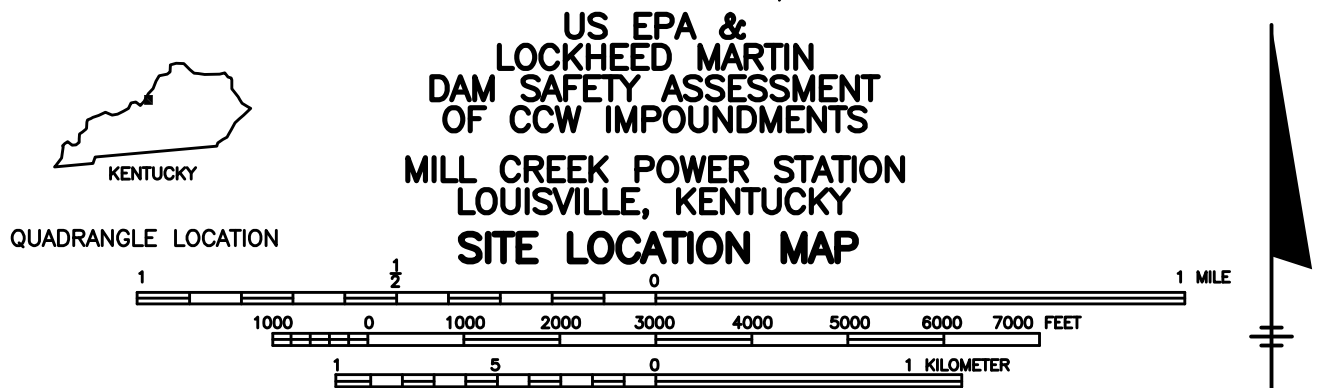 US EPA &
LOCKHEED MARTIN
DAM SAFETY ASSESSMENT
OF CCW IMPOUNDMENTS
MILL CREEK POWER STATION
LOUISVILLE, KENTUCKY
SITE LOCATION MAP
KENTUCKY
QUADRANGLE LOCATION
1 1/2 0 1 MILE
1000 0 1000 2000 3000 4000 5000 6000 7000 FEET
1 5 0 1 KILOMETER